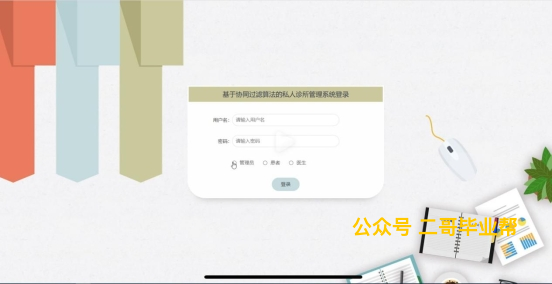 基于协同过滤算法的私人诊所管理系统登录
用户名:
请输入用户名
密码:
请输入密码
管理员 患者 医生
登录
公众号 二哥毕业帮